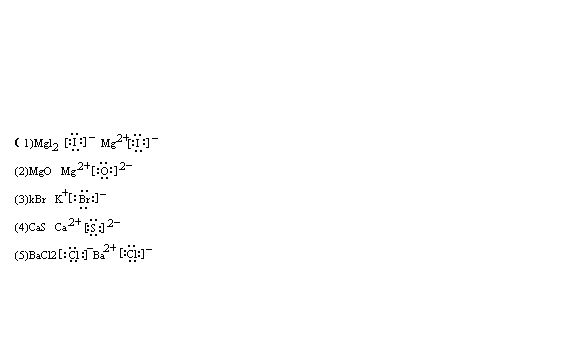 ( 1)MgI2 [:I:]− Mg2+[:I:]−
(2)MgO Mg2+[:O:]2−
(3)kBr K+[:Br:]−
(4)CaS Ca2+ [:S:]2−
(5)BaCl2[:Cl:]−Ba2+ [:Cl:]−